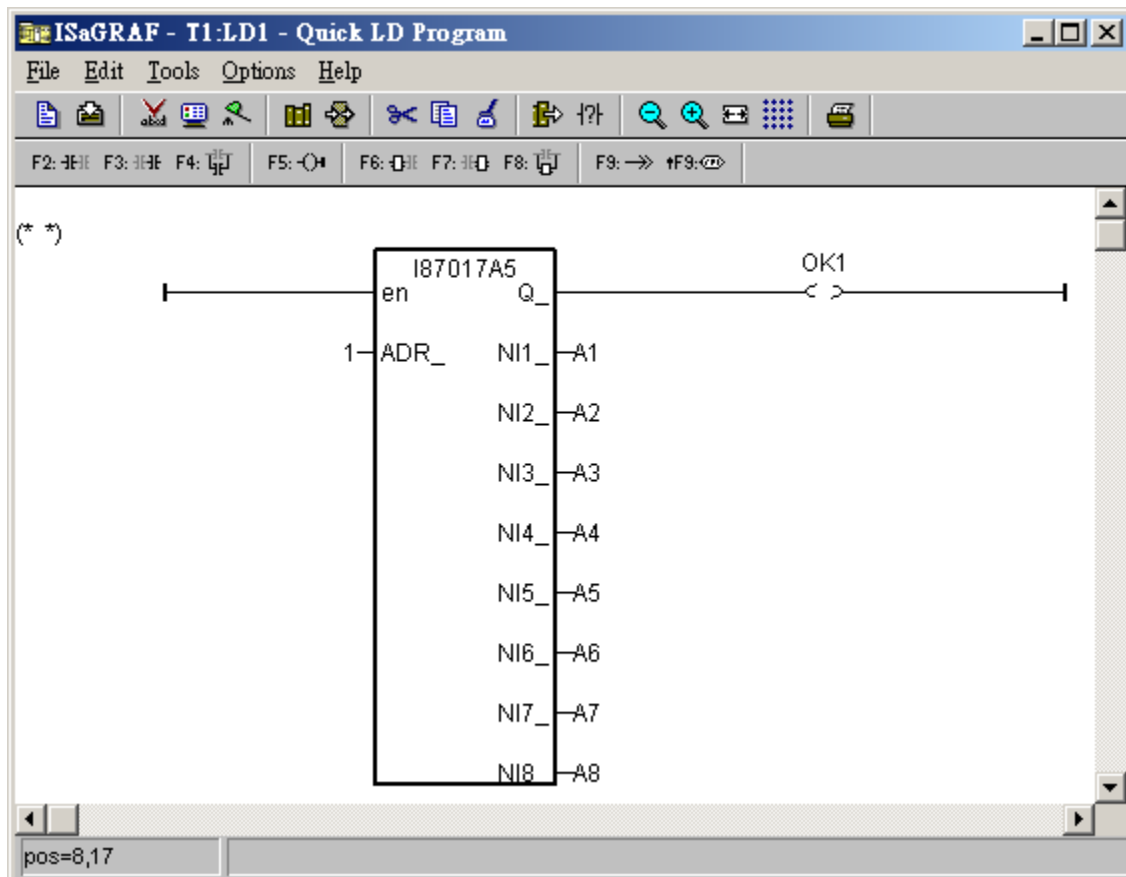 ISaGRAF - T1:LD1 - Quick LD Program
File Edit Tools Options Help
abcd
F2: F3: F4: F5: F6: F7: F8: F9: F9:
(* *)
I87017A5
OK1
en Q_
1 ADR_ NI1_ A1
NI2_ A2
NI3_ A3
NI4_ A4
NI5_ A5
NI6_ A6
NI7_ A7
NI8_ A8
pos=8,17